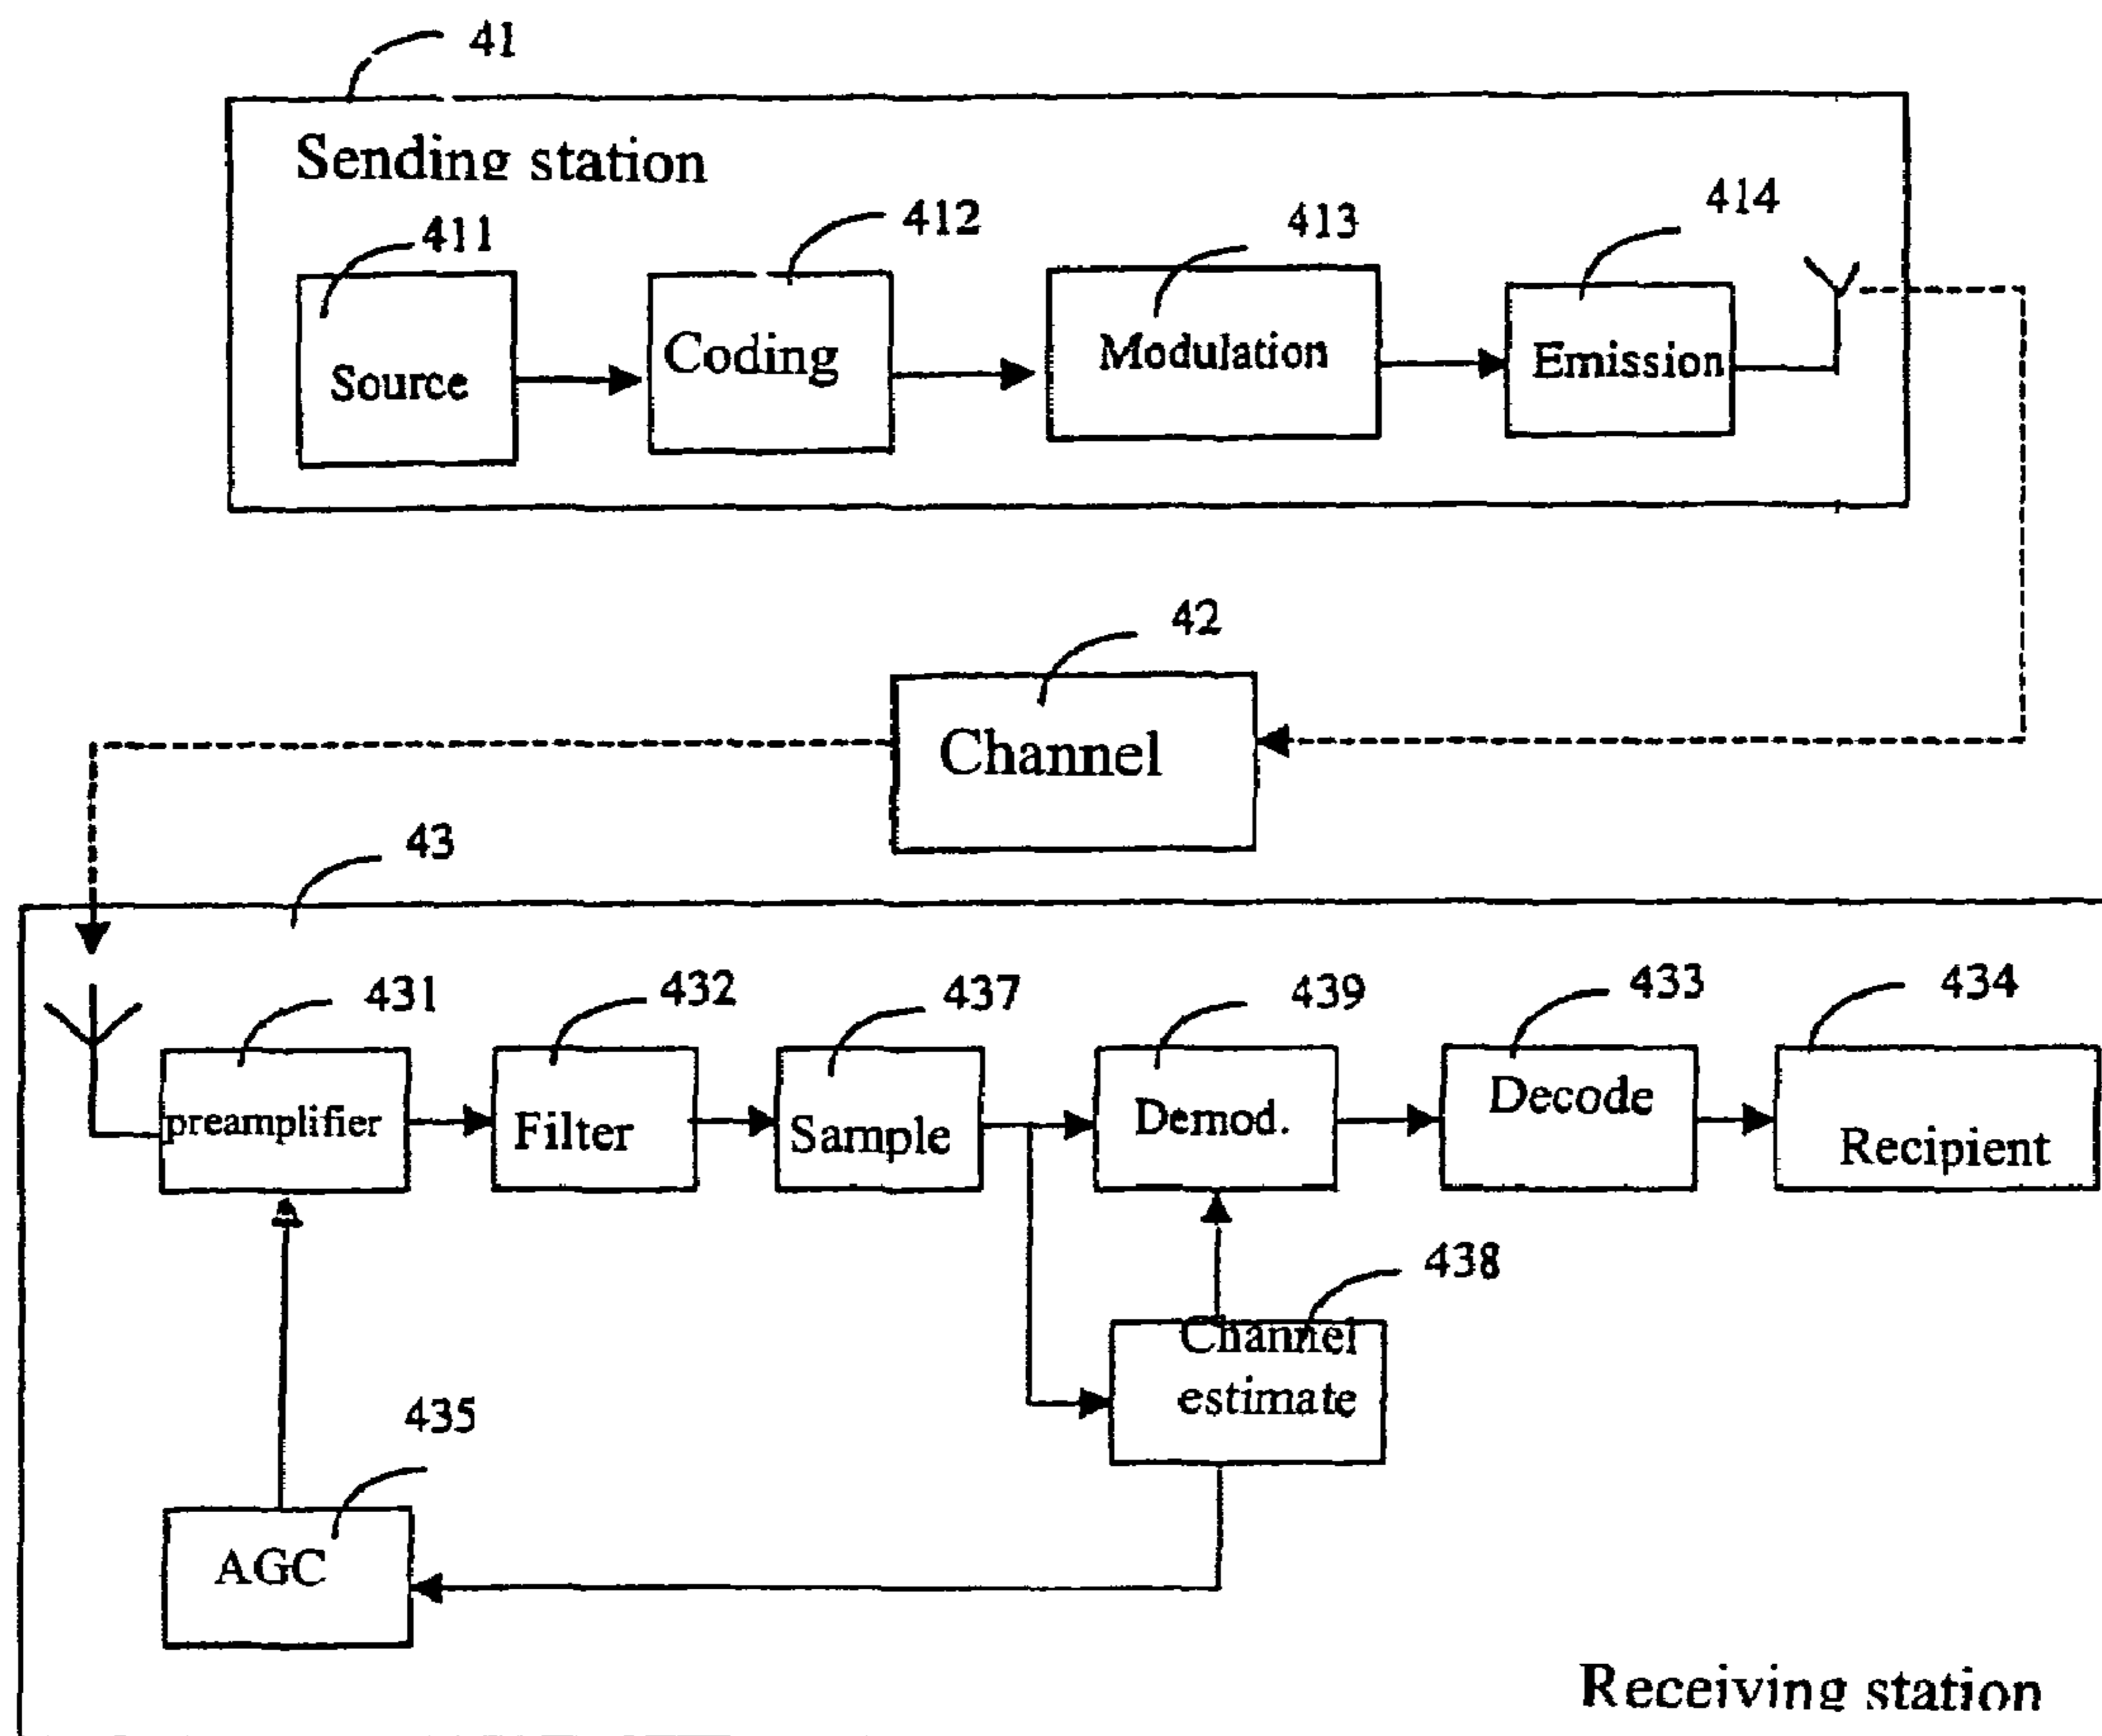 41
Sending station
411
412
413
414
Source
Coding
Modulation
Emission
42
Channel
43
431
432
437
439
433
434
preamplifier
Filter
Sample
Demod.
Decode
Recipient
438
Channel
estimate
435
AGC
Receiving station